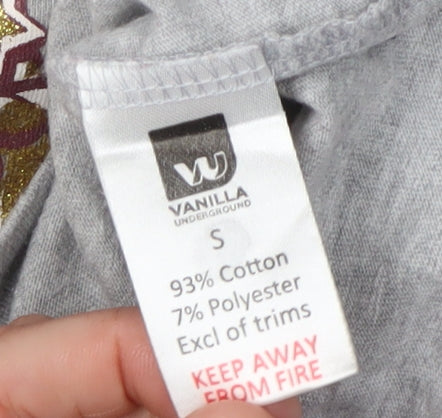 VU
VANILLA
UNDERGROUND
S
93% Cotton
7% Polyester
Excl of trims
KEEP AWAY
FROM FIRE